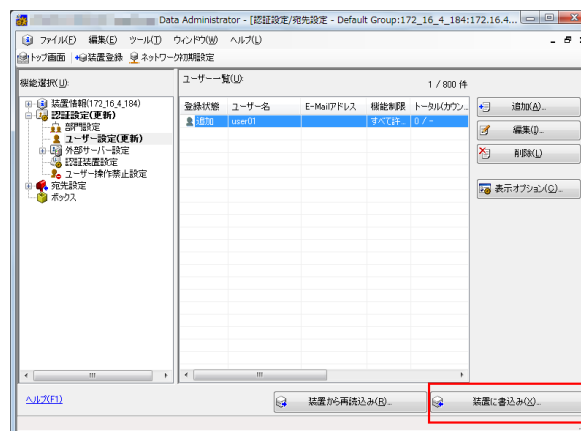 Data Administrator - [認証設定/宛先設定 - Default Group:172_16_4_184:172.16.4...
ファイル(F) 編集(E) ツール(T) ウィンドウ(W) ヘルプ(L)
トップ画面 装置登録 ネットワーク初期設定
機能選択(U):
装置情報(172_16_4_184)
認証設定(更新)
部門設定
ユーザー設定(更新)
外部サーバー設定
認証装置設定
ユーザー操作禁止設定
宛先設定
ボックス
ユーザー一覧(U):
1 / 800 件
登録状態 ユーザー名 E-Mailアドレス 機能制限 トータル(カウン...
追加 user01 すべて許... 0 / -
追加(A)...
編集(I)...
削除(L)
表示オプション(Q)...
ヘルプ(F1)
装置から再読込み(R)...
装置に書込み(X)...